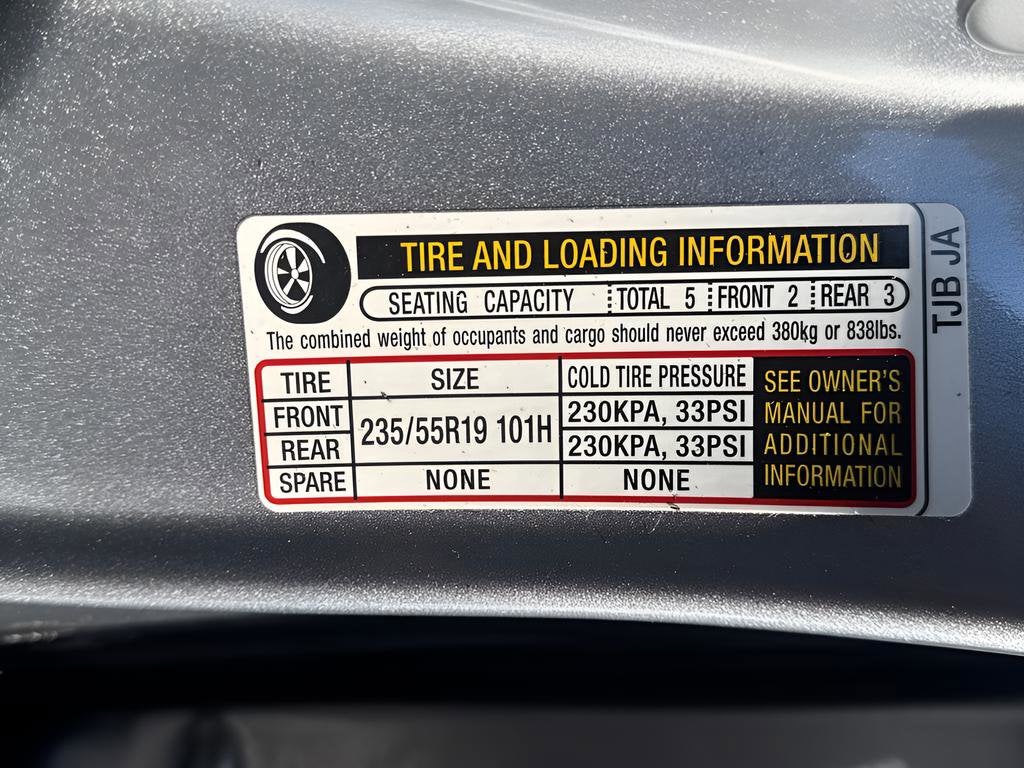 TIRE AND LOADING INFORMATION
SEATING CAPACITY TOTAL 5 FRONT 2 REAR 3
The combined weight of occupants and cargo should never exceed 380kg or 838lbs.
TIRE SIZE COLD TIRE PRESSURE
FRONT 235/55R19 101H 230KPA, 33PSI
REAR 230KPA, 33PSI
SPARE NONE NONE
SEE OWNER'S
MANUAL FOR
ADDITIONAL
INFORMATION
TJB JA